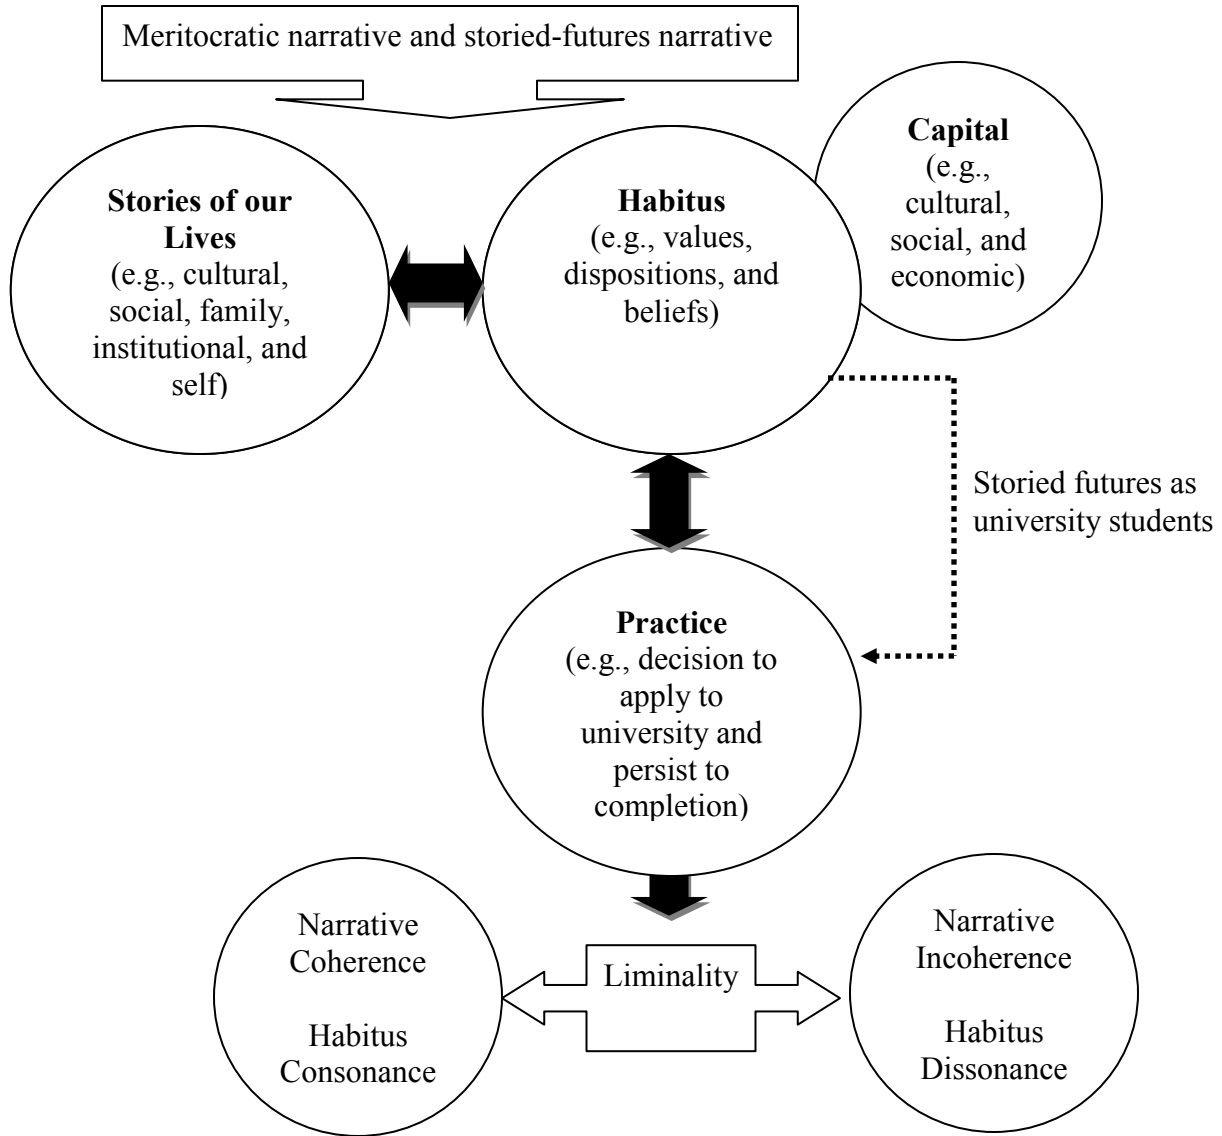 Meritocratic narrative and storied-futures narrative
Stories of our
Lives
(e.g., cultural,
social, family,
institutional, and
self)
Habitus
(e.g., values,
dispositions, and
beliefs)
Capital
(e.g.,
cultural,
social, and
economic)
Storied futures as
university students
Practice
(e.g., decision to
apply to
university and
persist to
completion)
Narrative
Coherence
Habitus
Consonance
Liminality
Narrative
Incoherence
Habitus
Dissonance